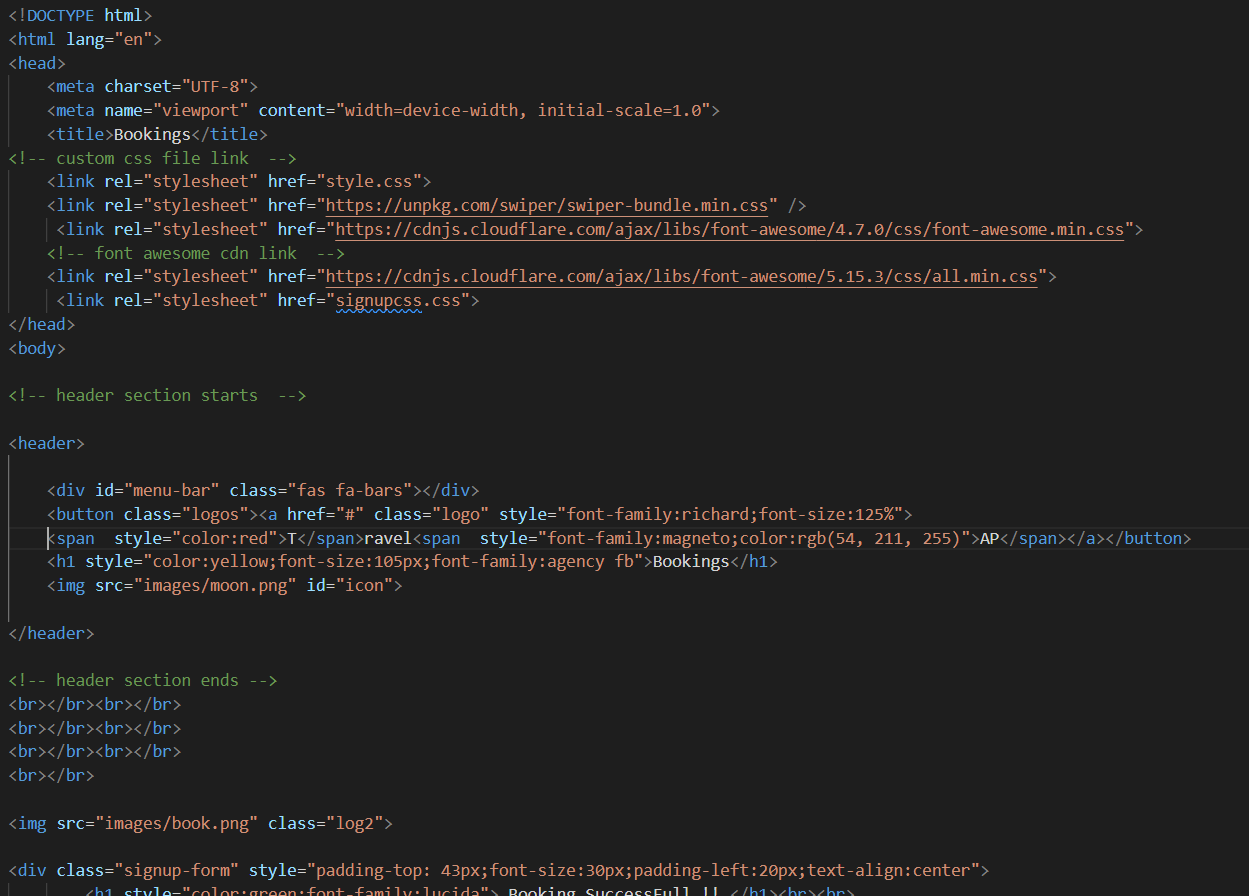 <!DOCTYPE html>
<html lang="en">
<head>
    <meta charset="UTF-8">
    <meta name="viewport" content="width=device-width, initial-scale=1.0">
    <title>Bookings</title>
<!-- custom css file link  -->
    <link rel="stylesheet" href="style.css">
    <link rel="stylesheet" href="https://unpkg.com/swiper/swiper-bundle.min.css" />
     <link rel="stylesheet" href="https://cdnjs.cloudflare.com/ajax/libs/font-awesome/4.7.0/css/font-awesome.min.css">
    <!-- font awesome cdn link  -->
    <link rel="stylesheet" href="https://cdnjs.cloudflare.com/ajax/libs/font-awesome/5.15.3/css/all.min.css">
     <link rel="stylesheet" href="signupcss.css">
</head>
<body>
<!-- header section starts  -->
<header>
    <div id="menu-bar" class="fas fa-bars"></div>
    <button class="logos"><a href="#" class="logo" style="font-family:richard;font-size:125%">
    <span  style="color:red">T</span>ravel<span  style="font-family:magneto;color:rgb(54, 211, 255)">AP</span></a></button>
    <h1 style="color:yellow;font-size:105px;font-family:agency fb">Bookings</h1>
    <img src="images/moon.png" id="icon">
</header>
<!-- header section ends -->
<br></br><br></br>
<br></br><br></br>
<br></br><br></br>
<br></br>
<img src="images/book.png" class="log2">
<div class="signup-form" style="padding-top: 43px;font-size:30px;padding-left:20px;text-align:center">
        <h1 style="color:green;font-family:lucida"> Booking SuccessFull !! </h1><br><br>